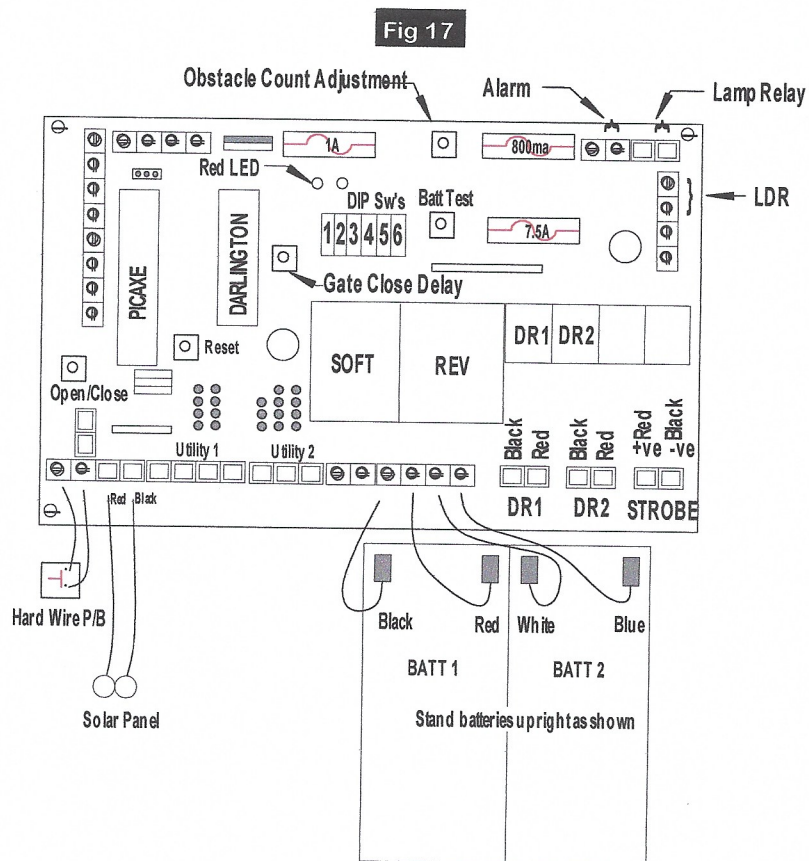 Fig 17
Obstacle Count Adjustment
Alarm
Lamp Relay
1A
800ma
Red LED
DIP Sw's
Batt Test
LDR
1 2 3 4 5 6
7.5A
PICAXE
DARLINGTON
Gate Close Delay
Reset
SOFT
REV
DR1
DR2
Open/Close
Utility 1
Utility 2
Black
Red
Black
Red
+Red
ve
Black
-ve
DR1
DR2
STROBE
Red
Black
Hard Wire P/B
Black
Red
White
Blue
BATT 1
BATT 2
Solar Panel
Stand batteries upright as shown